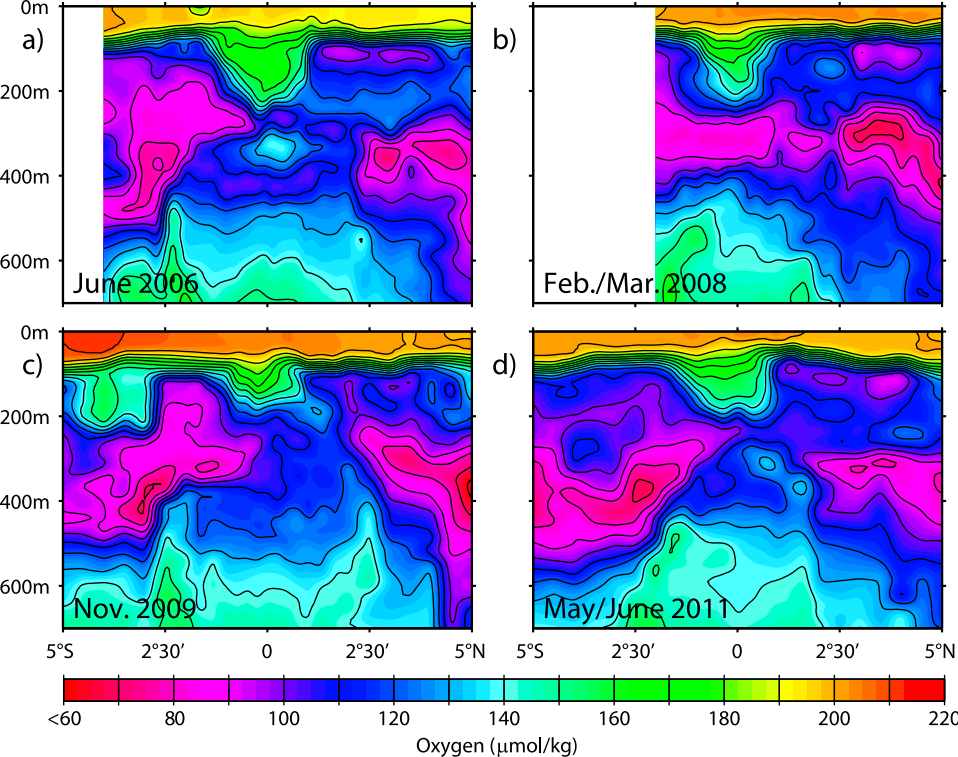 0m
a)
200m
400m
600m
June 2006
b)
Feb./Mar. 2008
0m
c)
200m
400m
600m
Nov. 2009
d)
May/June 2011
5°S 2°30′ 0 2°30′ 5°N 5°S 2°30′ 0 2°30′ 5°N
<60 80 100 120 140 160 180 200 220
Oxygen (μmol/kg)